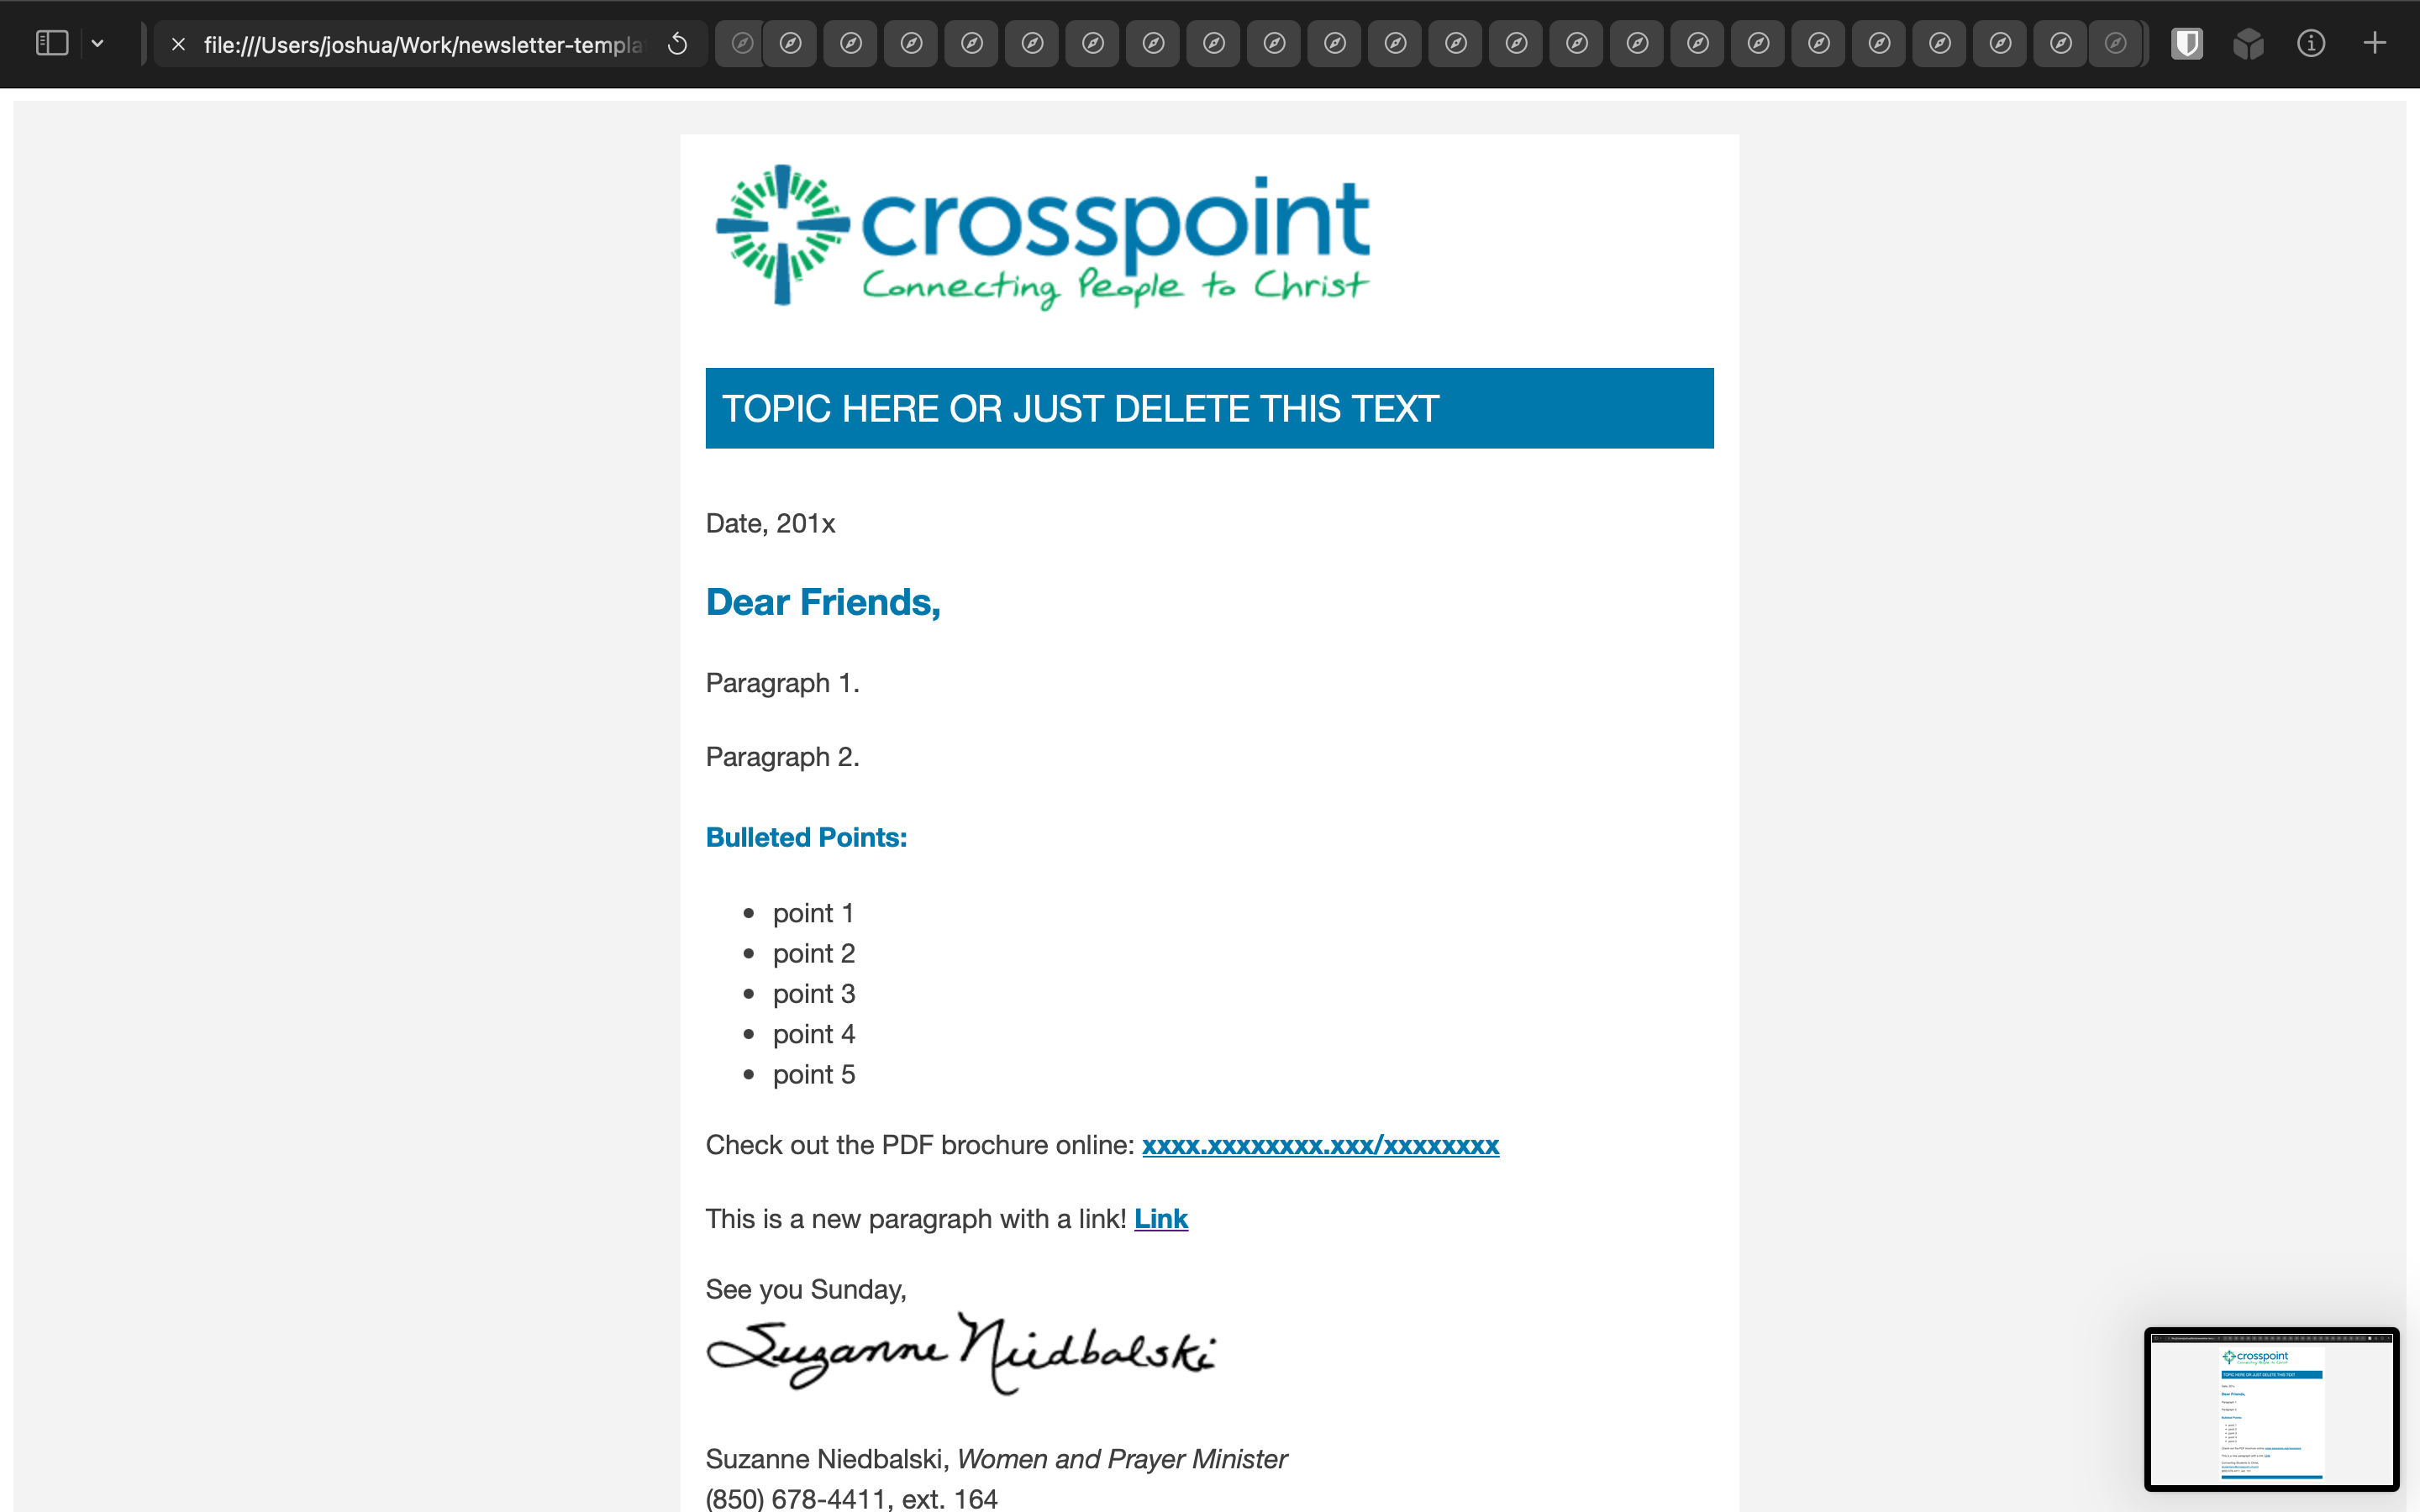 file:///Users/joshua/Work/newsletter-templa
crosspoint
Connecting People to Christ
TOPIC HERE OR JUST DELETE THIS TEXT
Date, 201x
Dear Friends,
Paragraph 1.
Paragraph 2.
Bulleted Points:
• point 1
• point 2
• point 3
• point 4
• point 5
Check out the PDF brochure online: xxxx.xxxxxxxx.xxx/xxxxxxxx
This is a new paragraph with a link! Link
See you Sunday,
Suzanne Niedbalski
Suzanne Niedbalski, Women and Prayer Minister
(850) 678-4411, ext. 164
crosspoint